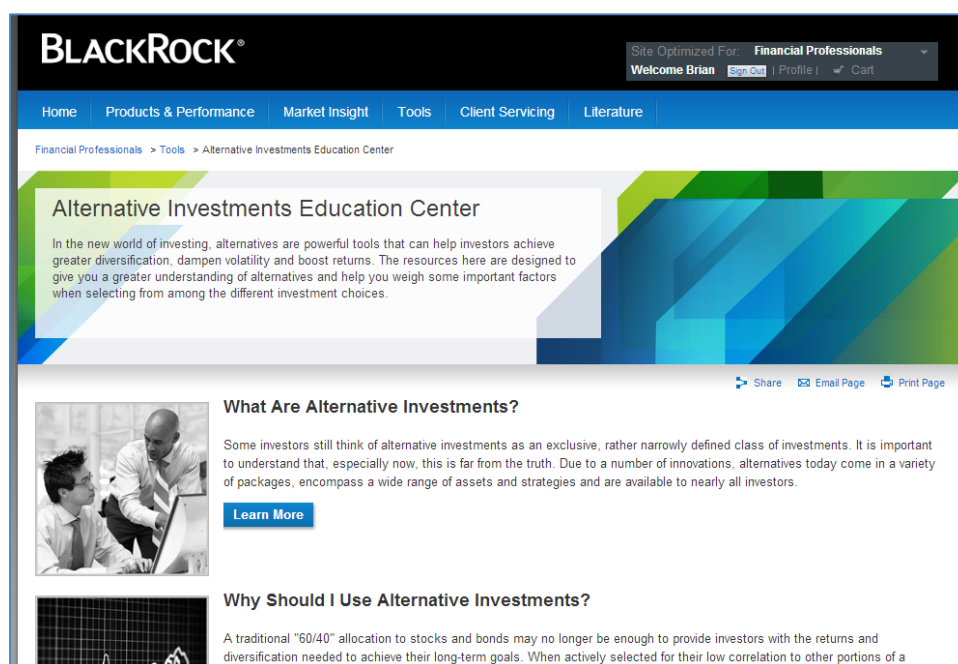 BLACKROCK®
Site Optimized For: Financial Professionals
Welcome Brian Sign Out | Profile | Cart
Home Products & Performance Market Insight Tools Client Servicing Literature
Financial Professionals > Tools > Alternative Investments Education Center
Alternative Investments Education Center
In the new world of investing, alternatives are powerful tools that can help investors achieve
greater diversification, dampen volatility and boost returns. The resources here are designed to
give you a greater understanding of alternatives and help you weigh some important factors
when selecting from among the different investment choices.
Share Email Page Print Page
What Are Alternative Investments?
Some investors still think of alternative investments as an exclusive, rather narrowly defined class of investments. It is important
to understand that, especially now, this is far from the truth. Due to a number of innovations, alternatives today come in a variety
of packages, encompass a wide range of assets and strategies and are available to nearly all investors.
Learn More
Why Should I Use Alternative Investments?
A traditional "60/40" allocation to stocks and bonds may no longer be enough to provide investors with the returns and
diversification needed to achieve their long-term goals. When actively selected for their low correlation to other portions of a